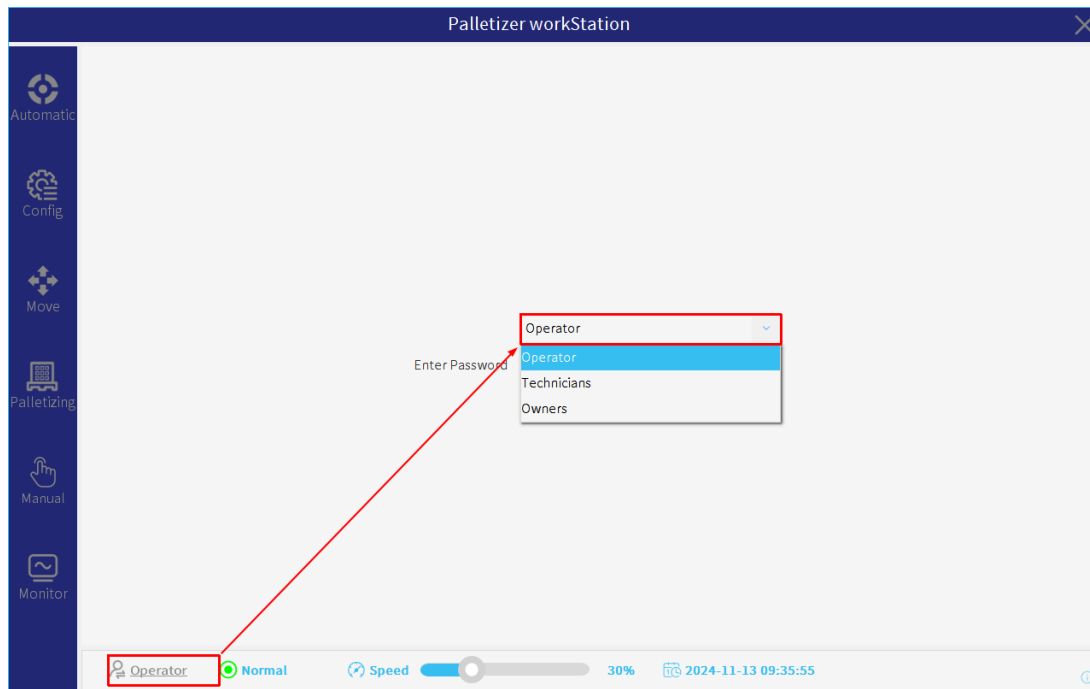 Palletizer workStation
Automatic
Config
Move
Palletizing
Manual
Monitor
Operator
Enter Password
Operator
Technicians
Owners
Operator
Normal
Speed
30%
2024-11-13 09:35:55